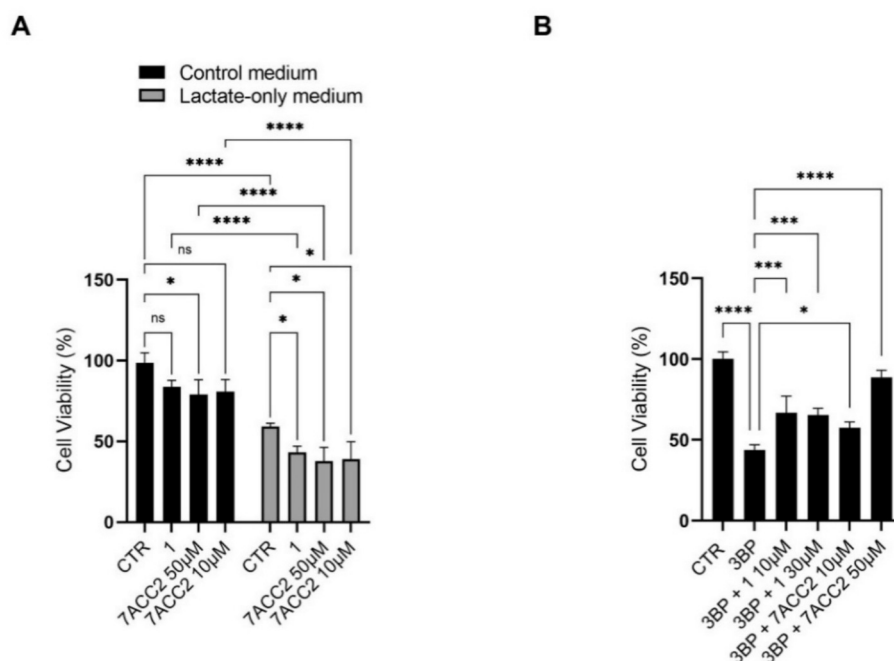 A
Control medium
Lactate-only medium
****
****
****
****
ns
*
*
*
ns
*
Cell Viability (%)
150
100
50
0
CTR
1
7ACC2 50µM
7ACC2 10µM
CTR
1
7ACC2 50µM
7ACC2 10µM
B
****
***
***
****
*
Cell Viability (%)
150
100
50
0
CTR
3BP
3BP + 1 10µM
3BP + 1 30µM
3BP + 7ACC2 10µM
3BP + 7ACC2 50µM